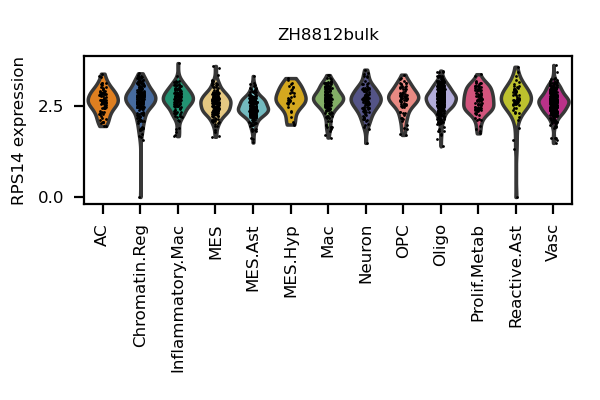 ZH8812bulk
RPS14 expression
2.5
0.0
AC
Chromatin.Reg
Inflammatory.Mac
MES
MES.Ast
MES.Hyp
Mac
Neuron
OPC
Oligo
Prolif.Metab
Reactive.Ast
Vasc